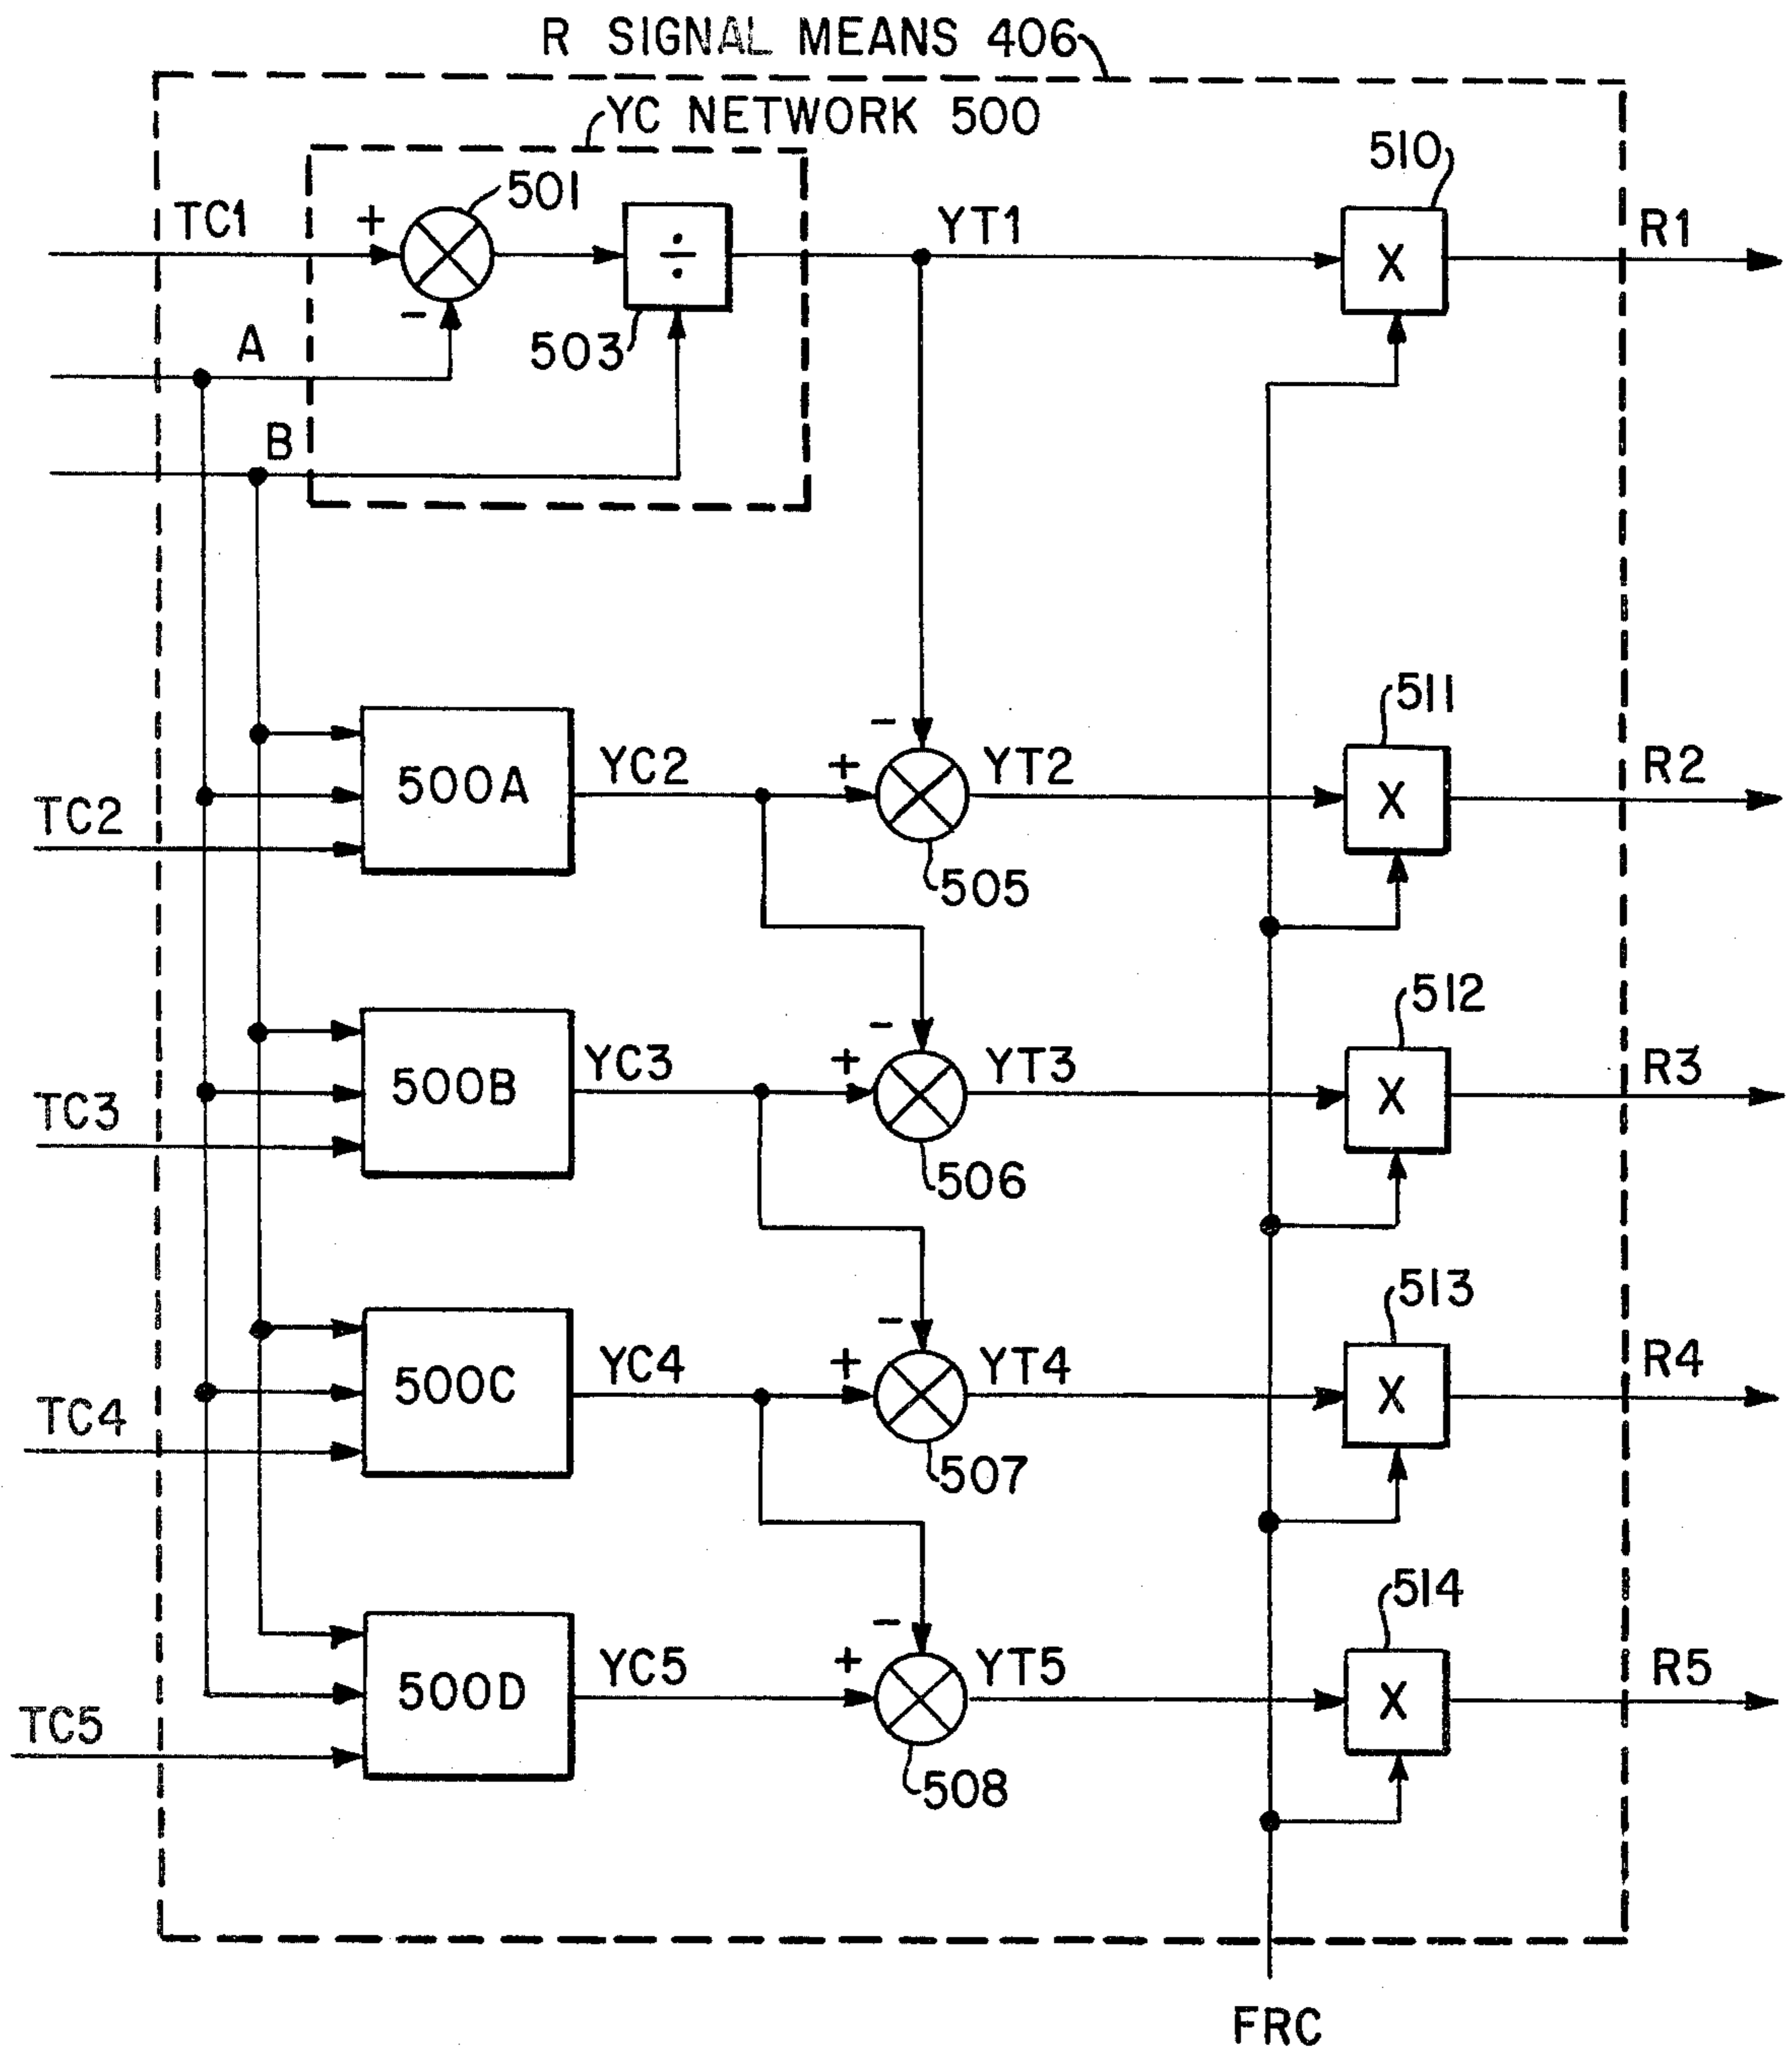 R SIGNAL MEANS 406
YC NETWORK 500
510
501
TC1
+
÷
YT1
X
R1
-
503
A
B
511
500A
YC2
-
+
YT2
X
R2
TC2
505
512
500B
YC3
-
+
YT3
X
R3
TC3
506
513
500C
YC4
-
+
YT4
X
R4
TC4
507
514
500D
YC5
-
+
YT5
X
R5
TC5
508
FRC